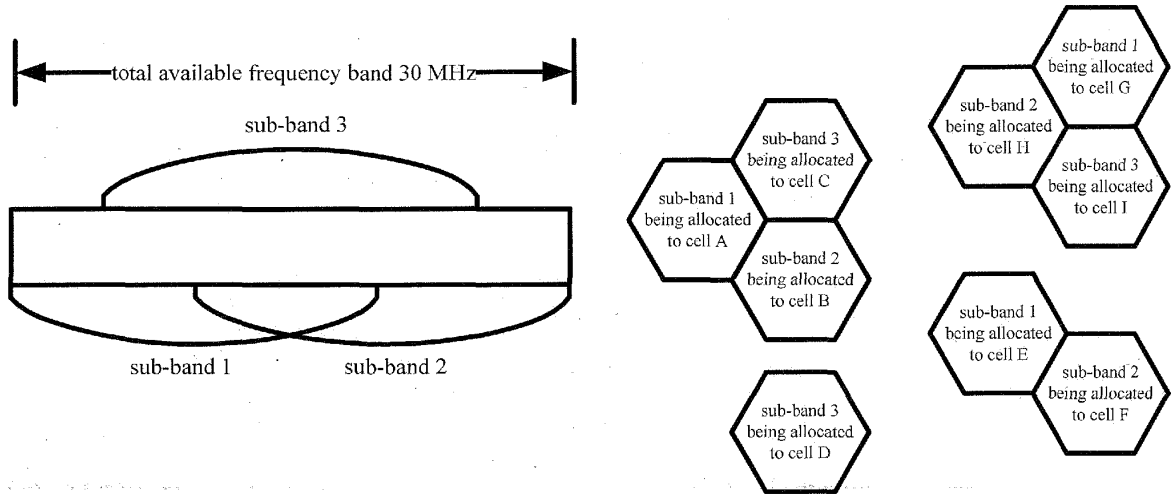 total available frequency band 30 MHz
sub-band 3
sub-band 1
sub-band 2
sub-band 3
being allocated
to cell C
sub-band 1
being allocated
to cell A
sub-band 2
being allocated
to cell B
sub-band 3
being allocated
to cell D
sub-band 1
being allocated
to cell G
sub-band 2
being allocated
to cell H
sub-band 3
being allocated
to cell I
sub-band 1
being allocated
to cell E
sub-band 2
being allocated
to cell F